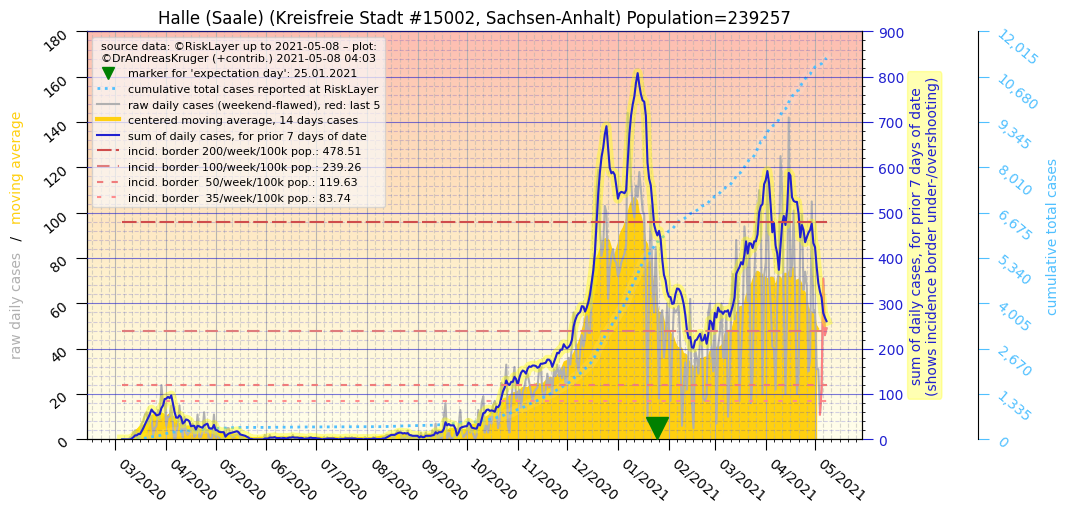 Halle (Saale) (Kreisfreie Stadt #15002, Sachsen-Anhalt) Population=239257
source data: ©RiskLayer up to 2021-05-08 – plot:
©DrAndreasKruger (+contrib.) 2021-05-08 04:03
marker for 'expectation day': 25.01.2021
cumulative total cases reported at RiskLayer
raw daily cases (weekend-flawed), red: last 5
centered moving average, 14 days cases
sum of daily cases, for prior 7 days of date
incid. border 200/week/100k pop.: 478.51
incid. border 100/week/100k pop.: 239.26
incid. border  50/week/100k pop.: 119.63
incid. border  35/week/100k pop.: 83.74
raw daily cases / moving average
180
160
140
120
100
80
60
40
20
0
03/2020
04/2020
05/2020
06/2020
07/2020
08/2020
09/2020
10/2020
11/2020
12/2020
01/2021
02/2021
03/2021
04/2021
05/2021
900
800
700
600
500
400
300
200
100
0
sum of daily cases, for prior 7 days of date
(shows incidence border under-/overshooting)
12,015
10,680
9,345
8,010
6,675
5,340
4,005
2,670
1,335
0
cumulative total cases